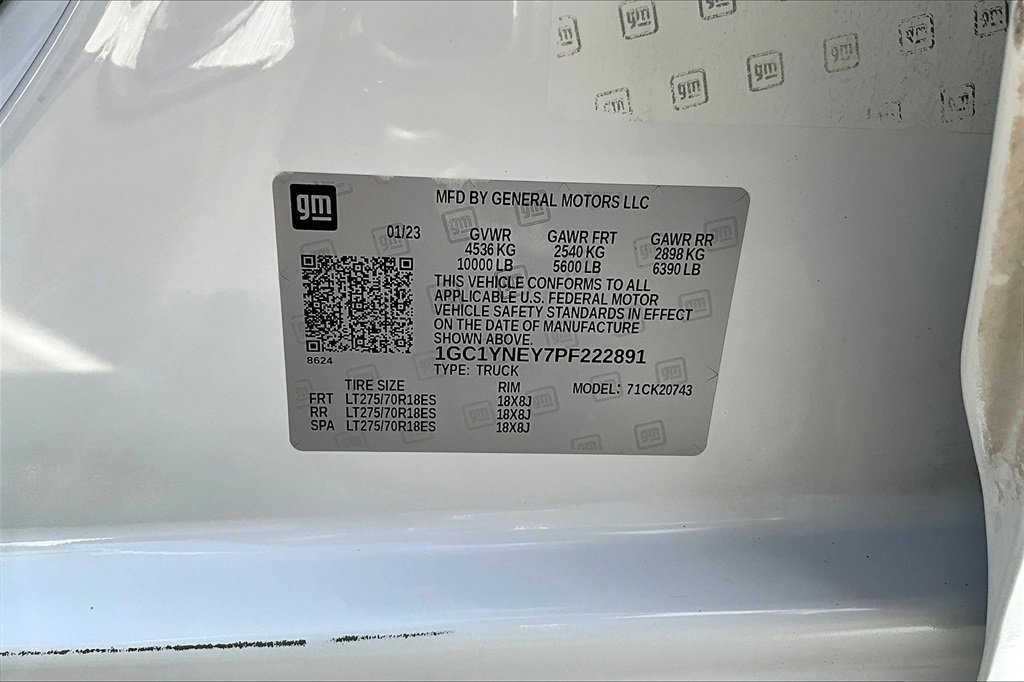 gm
MFD BY GENERAL MOTORS LLC
01/23 GVWR GAWR FRT GAWR RR
4536 KG 2540 KG 2898 KG
10000 LB 5600 LB 6390 LB
THIS VEHICLE CONFORMS TO ALL
APPLICABLE U.S. FEDERAL MOTOR
VEHICLE SAFETY STANDARDS IN EFFECT
ON THE DATE OF MANUFACTURE
SHOWN ABOVE.
8624
1GC1YNEY7PF222891
TYPE: TRUCK
TIRE SIZE RIM MODEL: 71CK20743
FRT LT275/70R18ES 18X8J
RR LT275/70R18ES 18X8J
SPA LT275/70R18ES 18X8J